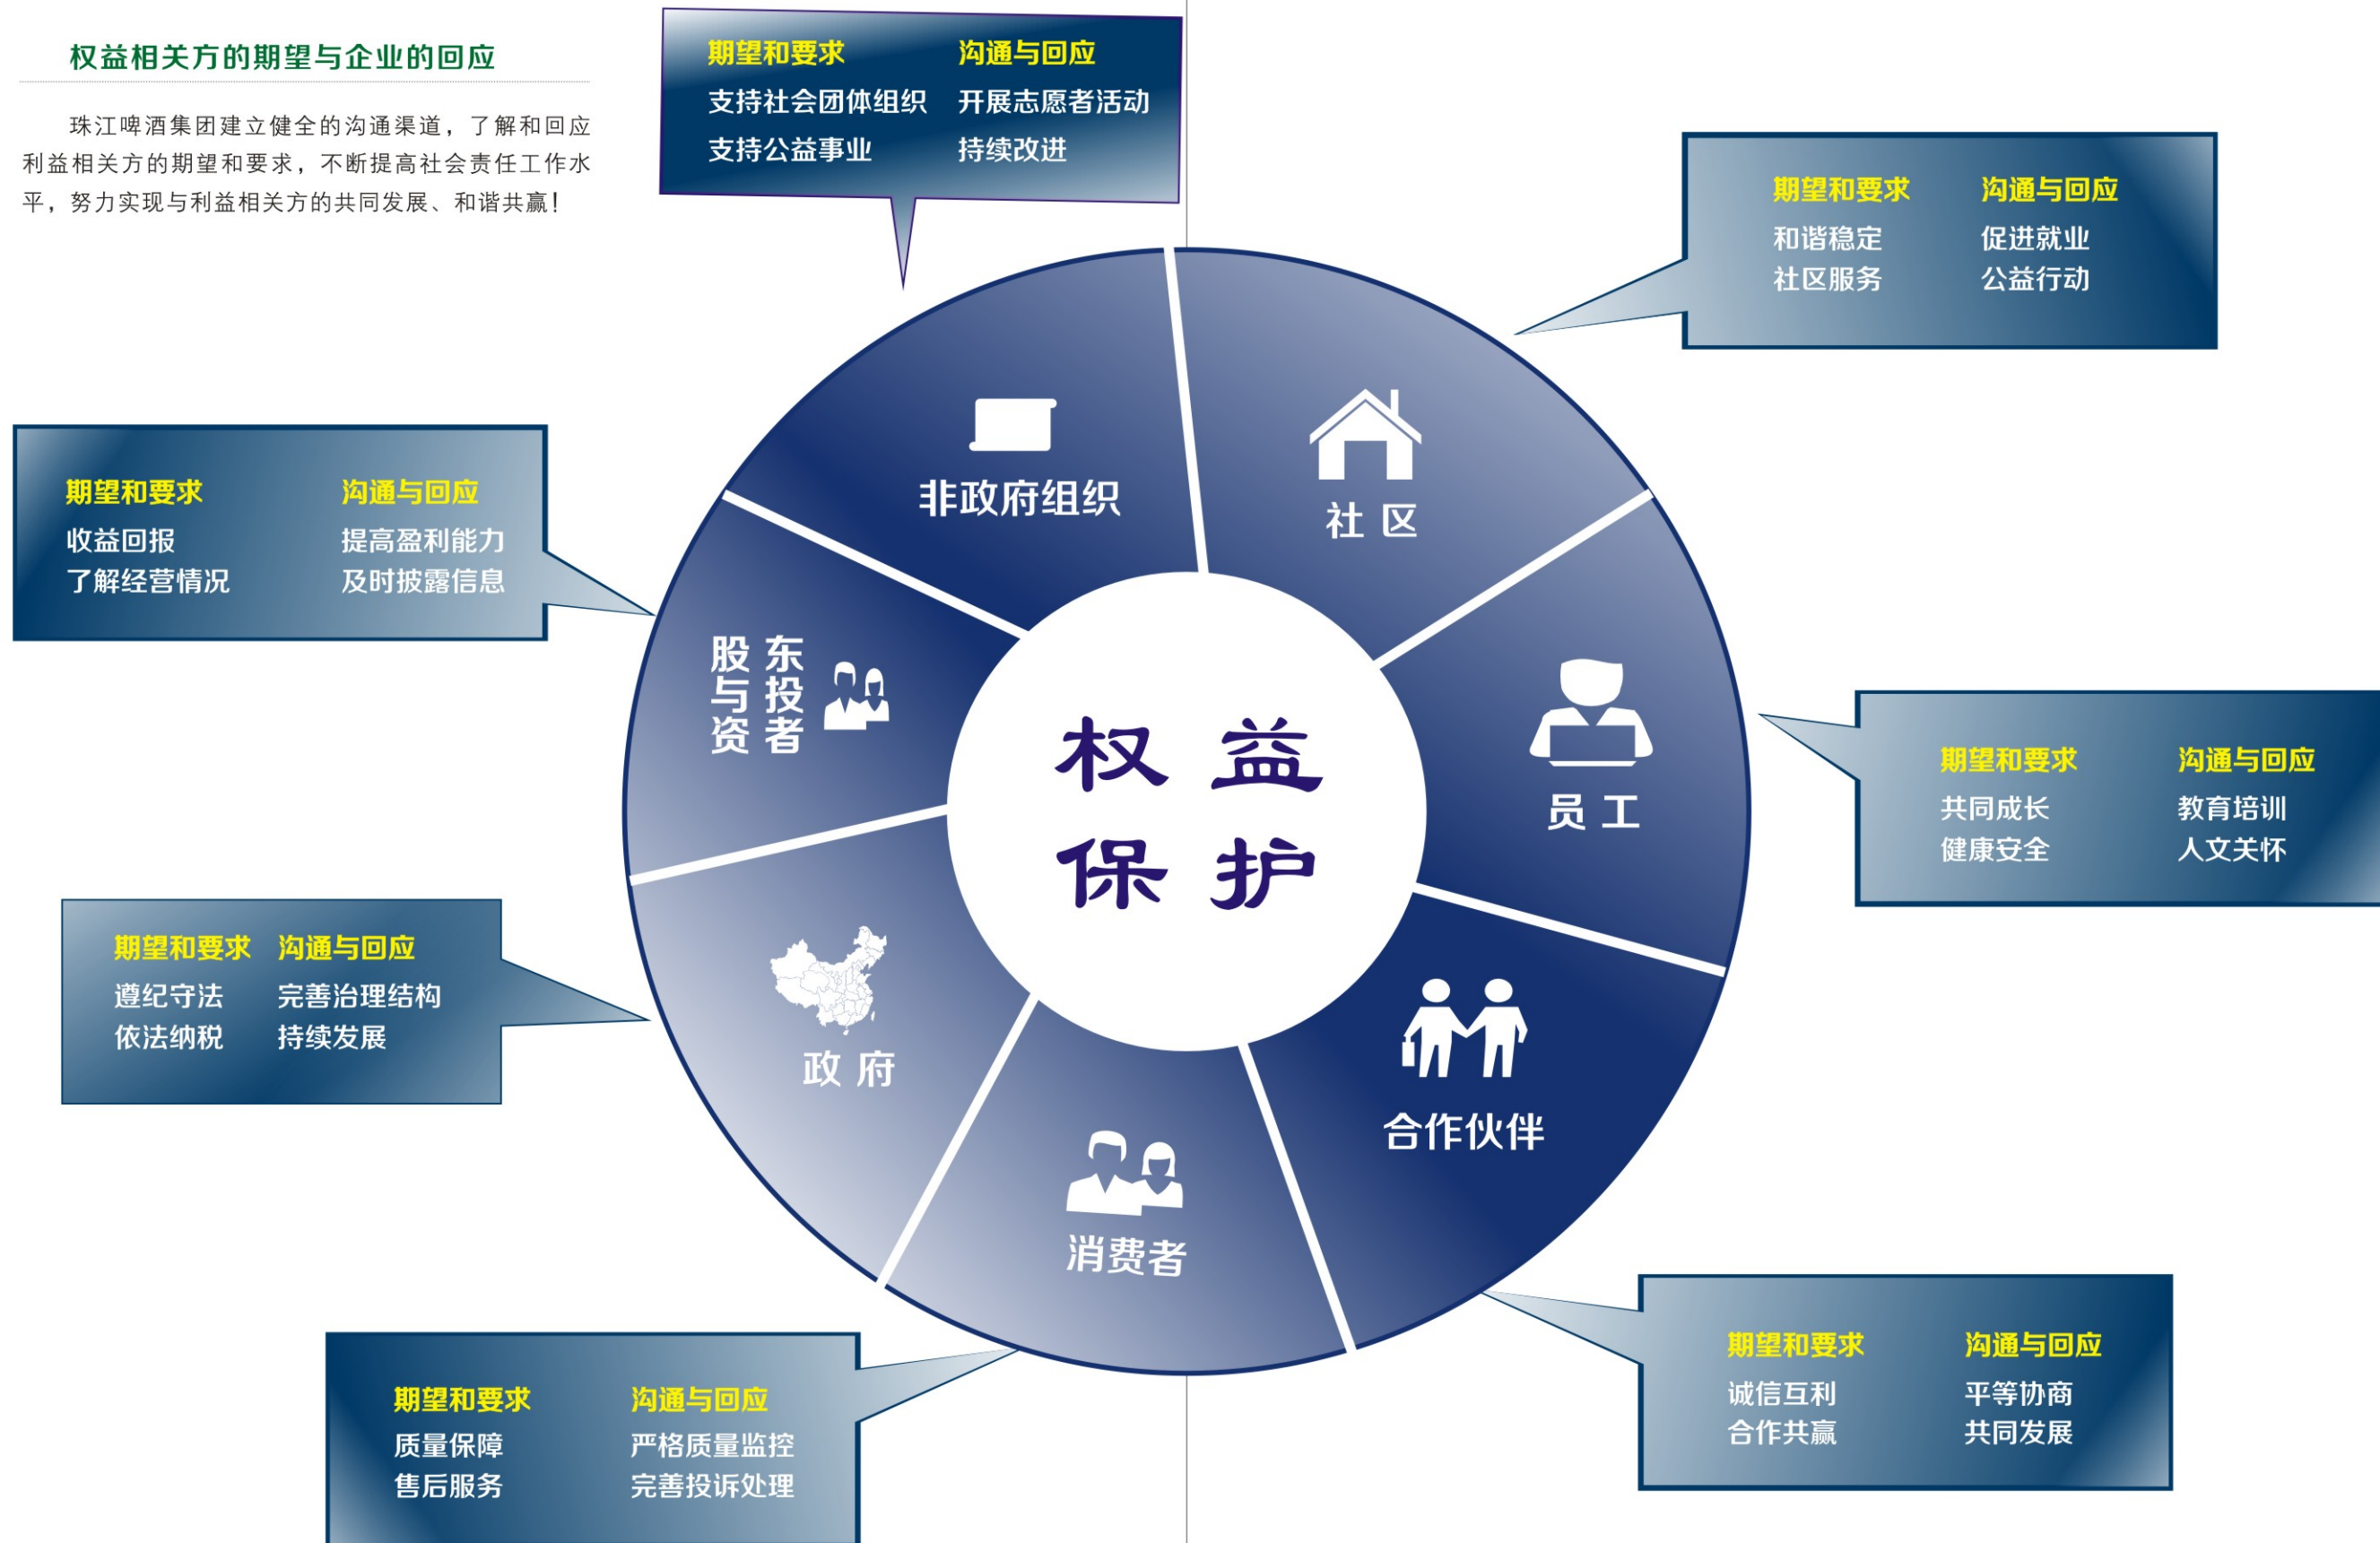 权益相关方的期望与企业的回应
珠江啤酒集团建立健全的沟通渠道，了解和回应
利益相关方的期望和要求，不断提高社会责任工作水
平，努力实现与利益相关方的共同发展、和谐共赢！
期望和要求 沟通与回应
支持社会团体组织 开展志愿者活动
支持公益事业 持续改进
期望和要求 沟通与回应
和谐稳定 促进就业
社区服务 公益行动
期望和要求 沟通与回应
收益回报 提高盈利能力
了解经营情况 及时披露信息
期望和要求 沟通与回应
共同成长 教育培训
健康安全 人文关怀
期望和要求 沟通与回应
遵纪守法 完善治理结构
依法纳税 持续发展
期望和要求 沟通与回应
诚信互利 平等协商
合作共赢 共同发展
期望和要求 沟通与回应
质量保障 严格质量监控
售后服务 完善投诉处理
非政府组织
社区
股东
与投
资者
员工
政府
合作伙伴
消费者
权益
保护